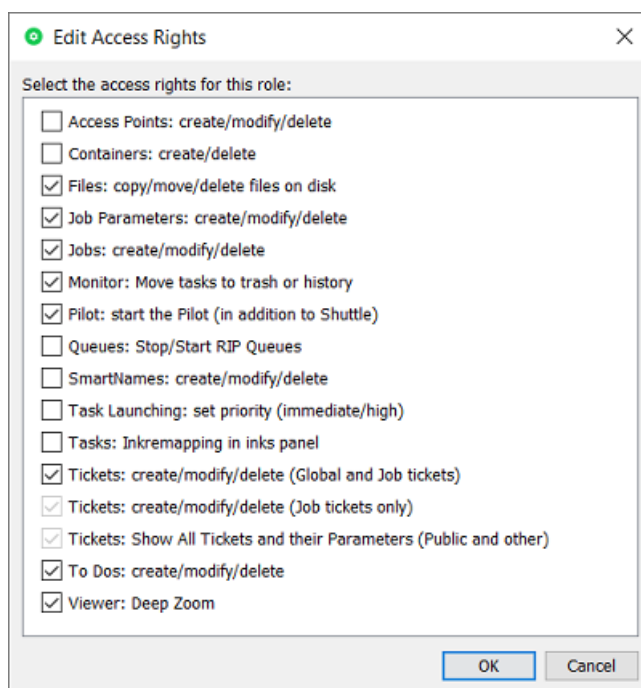 Edit Access Rights
Select the access rights for this role:
Access Points: create/modify/delete
Containers: create/delete
Files: copy/move/delete files on disk
Job Parameters: create/modify/delete
Jobs: create/modify/delete
Monitor: Move tasks to trash or history
Pilot: start the Pilot (in addition to Shuttle)
Queues: Stop/Start RIP Queues
SmartNames: create/modify/delete
Task Launching: set priority (immediate/high)
Tasks: Inkremapping in inks panel
Tickets: create/modify/delete (Global and Job tickets)
Tickets: create/modify/delete (Job tickets only)
Tickets: Show All Tickets and their Parameters (Public and other)
To Dos: create/modify/delete
Viewer: Deep Zoom
OK Cancel